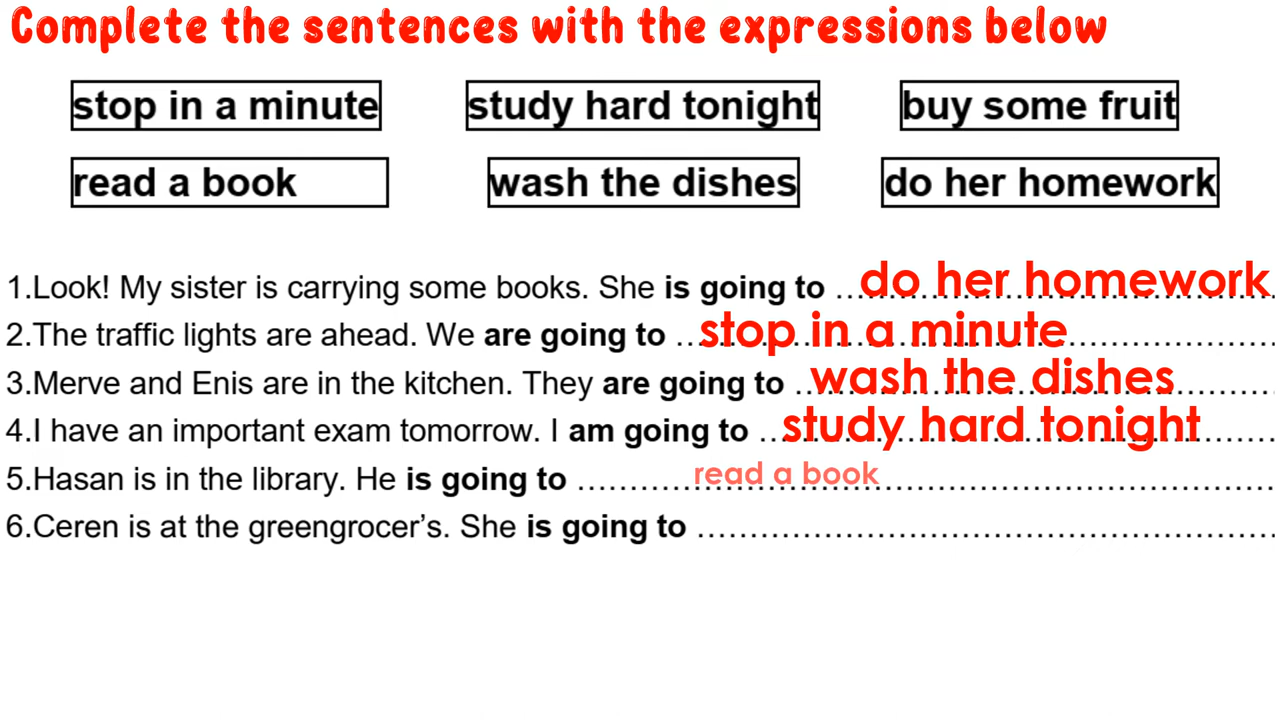 Complete the sentences with the expressions below
stop in a minute study hard tonight buy some fruit
read a book wash the dishes do her homework
1.Look! My sister is carrying some books. She is going to ... do her homework
2.The traffic lights are ahead. We are going to ... stop in a minute
3.Merve and Enis are in the kitchen. They are going to ... wash the dishes
4.I have an important exam tomorrow. I am going to ... study hard tonight
5.Hasan is in the library. He is going to ... read a book
6.Ceren is at the greengrocer’s. She is going to ...